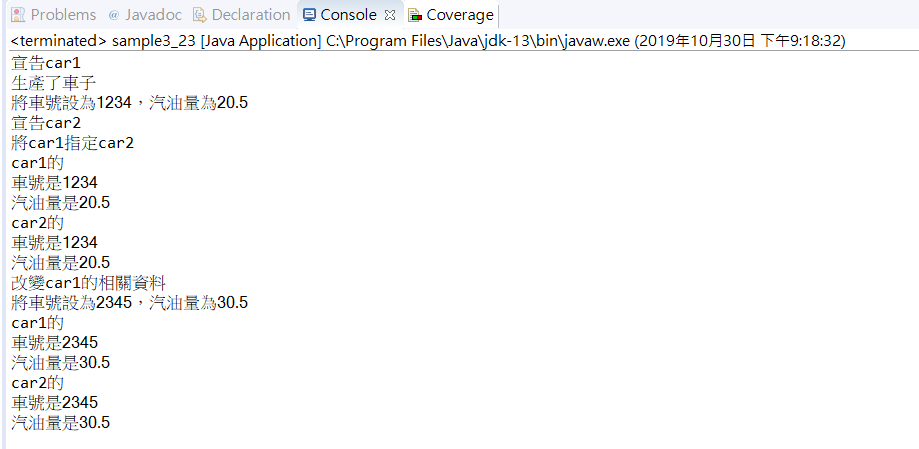 Problems @ Javadoc Declaration Console Coverage
<terminated> sample3_23 [Java Application] C:\Program Files\Java\jdk-13\bin\javaw.exe (2019年10月30日 下午9:18:32)
宣告car1
生產了車子
將車號設為1234，汽油量為20.5
宣告car2
將car1指定car2
car1的
車號是1234
汽油量是20.5
car2的
車號是1234
汽油量是20.5
改變car1的相關資料
將車號設為2345，汽油量為30.5
car1的
車號是2345
汽油量是30.5
car2的
車號是2345
汽油量是30.5